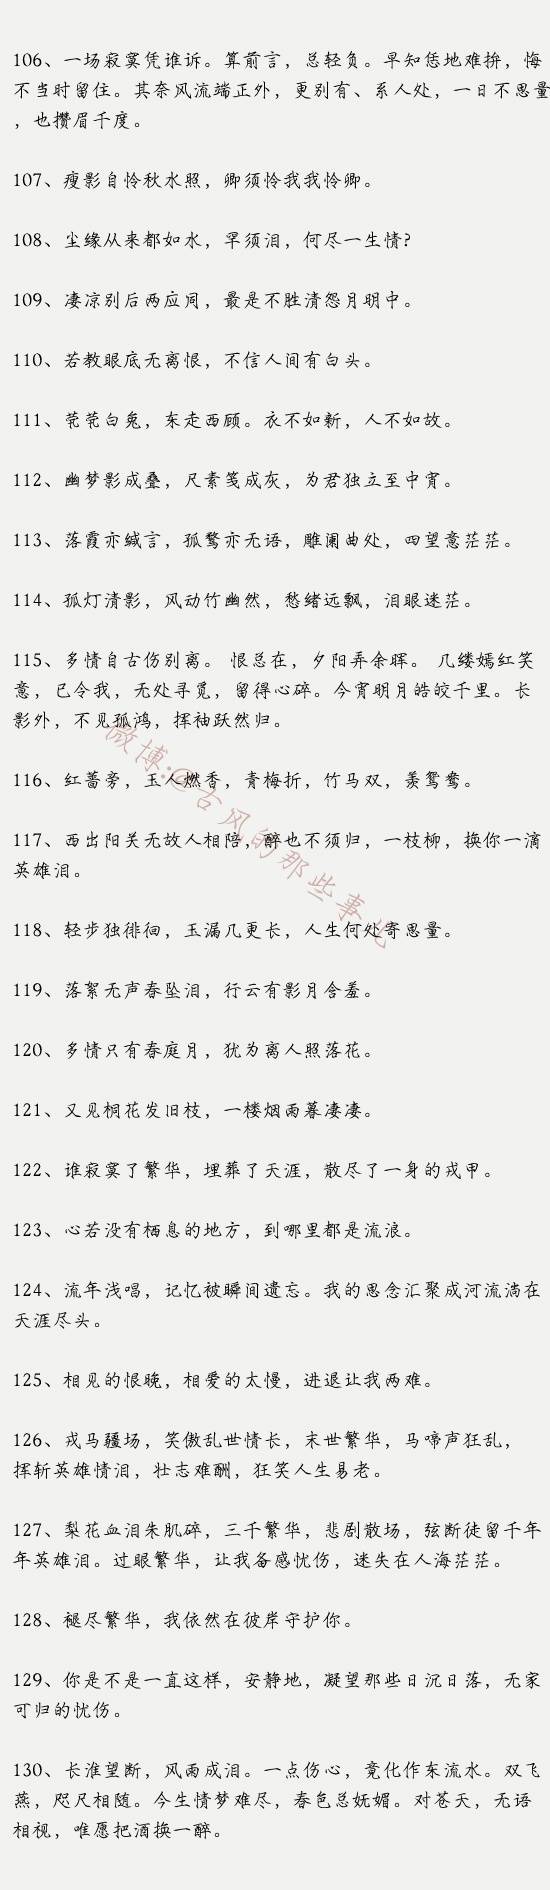 106、一场寂寞凭谁诉。算前言，总轻负。早知恁地难拚，悔
不当时留住。其奈风流端正外，更别有、系人处，一日不思量
，也攒眉千度。
107、瘦影自怜秋水照，卿须怜我我怜卿。
108、尘缘从来都如水，罕须泪，何尽一生情?
109、凄凉别后两应同，最是不胜清怨月明中。
110、若教眼底无离恨，不信人间有白头。
111、茕茕白兔，东走西顾。衣不如新，人不如故。
112、幽梦影成叠，尺素笺成灰，为君独立至中宵。
113、落霞亦缄言，孤鹜亦无语，雕阑曲处，四望意茫茫。
114、孤灯清影，风动竹幽然，愁绪远飘，泪眼迷茫。
115、多情自古伤别离。 恨总在，夕阳弄余晖。 几缕嫣红笑
意，已令我，无处寻觅，留得心碎。今宵明月皓皎千里。长
影外，不见孤鸿，挥袖跃然归。
116、红蔷旁，玉人燃香，青梅折，竹马双，羡鸳鸯。
117、西出阳关无故人相陪，醉也不须归，一枝柳，换你一滴
英雄泪。
118、轻步独徘徊，玉漏几更长，人生何处寄思量。
119、落絮无声春坠泪，行云有影月含羞。
120、多情只有春庭月，犹为离人照落花。
121、又见桐花发旧枝，一楼烟雨暮凄凄。
122、谁寂寞了繁华，埋葬了天涯，散尽了一身的戎甲。
123、心若没有栖息的地方，到哪里都是流浪。
124、流年浅唱，记忆被瞬间遗忘。我的思念汇聚成河流淌在
天涯尽头。
125、相见的恨晚，相爱的太慢，进退让我两难。
126、戎马疆场，笑傲乱世情长，末世繁华，马啼声狂乱，
挥斩英雄情泪，壮志难酬，狂笑人生易老。
127、梨花血泪朱肌碎，三千繁华，悲剧散场，弦断徒留千年
年英雄泪。过眼繁华，让我备感忧伤，迷失在人海茫茫。
128、褪尽繁华，我依然在彼岸守护你。
129、你是不是一直这样，安静地，凝望那些日沉日落，无家
可归的忧伤。
130、长淮望断，风雨成泪。一点伤心，竟化作东流水。双飞
燕，咫尺相随。今生情梦难尽，春色总妩媚。对苍天，无语
相视，唯愿把酒换一醉。
微博:@古风的那些事儿